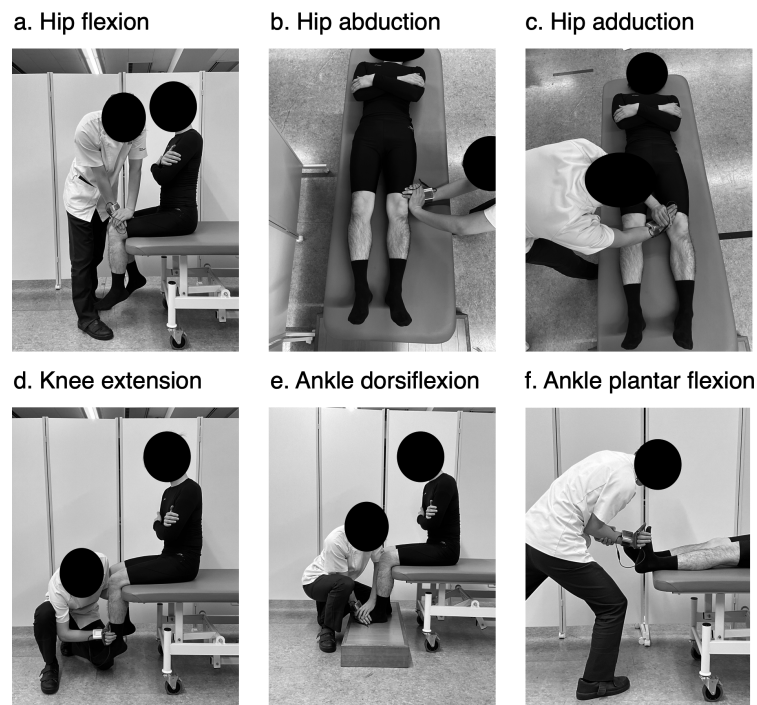 a. Hip flexion
b. Hip abduction
c. Hip adduction
d. Knee extension
e. Ankle dorsiflexion
f. Ankle plantar flexion